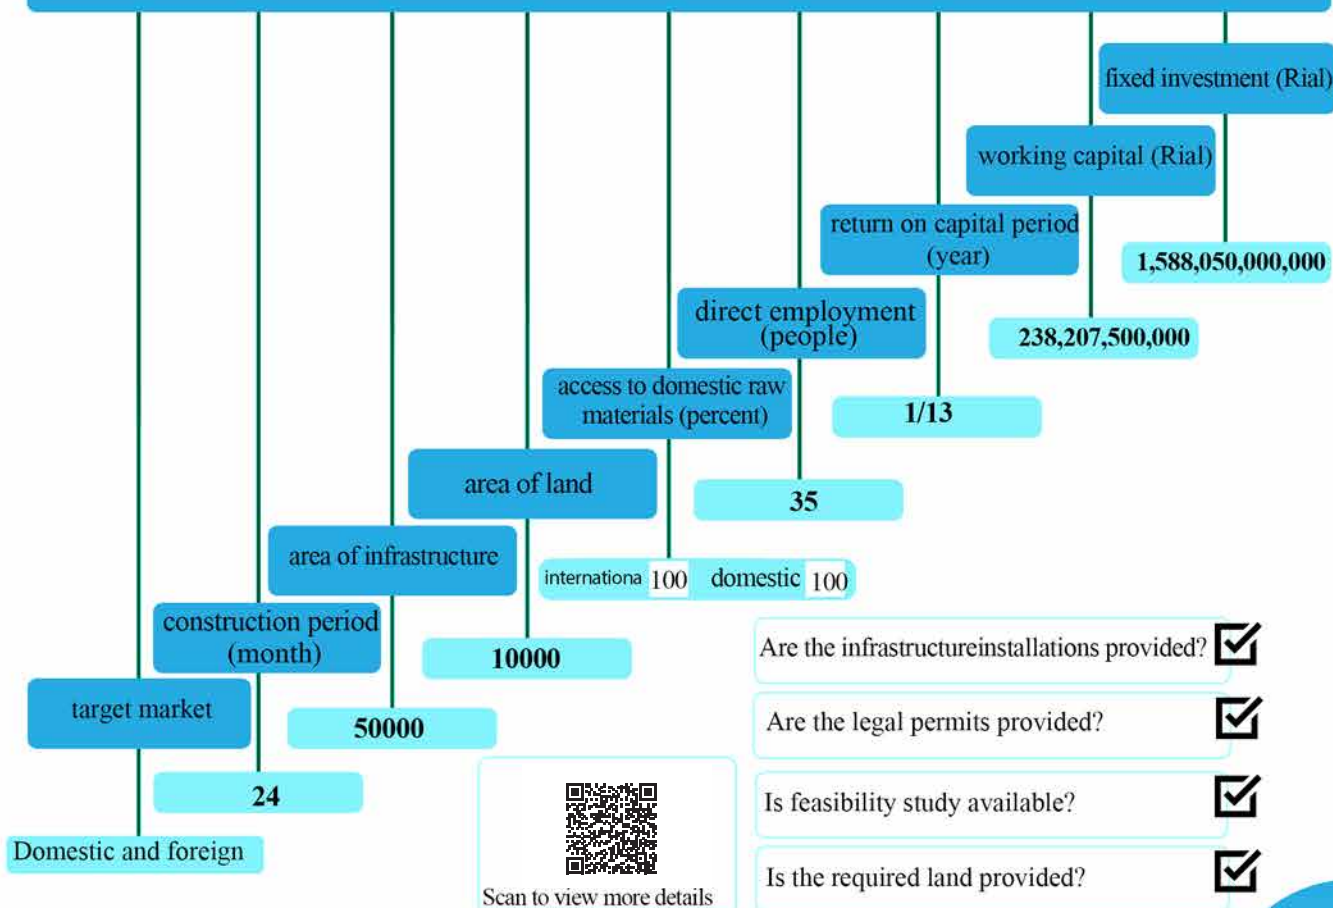 fixed investment (Rial)
1,588,050,000,000
working capital (Rial)
238,207,500,000
return on capital period
(year)
1/13
direct employment
(people)
35
access to domestic raw
materials (percent)
internationa 100 domestic 100
area of land
10000
area of infrastructure
50000
construction period
(month)
24
target market
Domestic and foreign
Are the infrastructureinstallations provided?
Are the legal permits provided?
Is feasibility study available?
Is the required land provided?
Scan to view more details